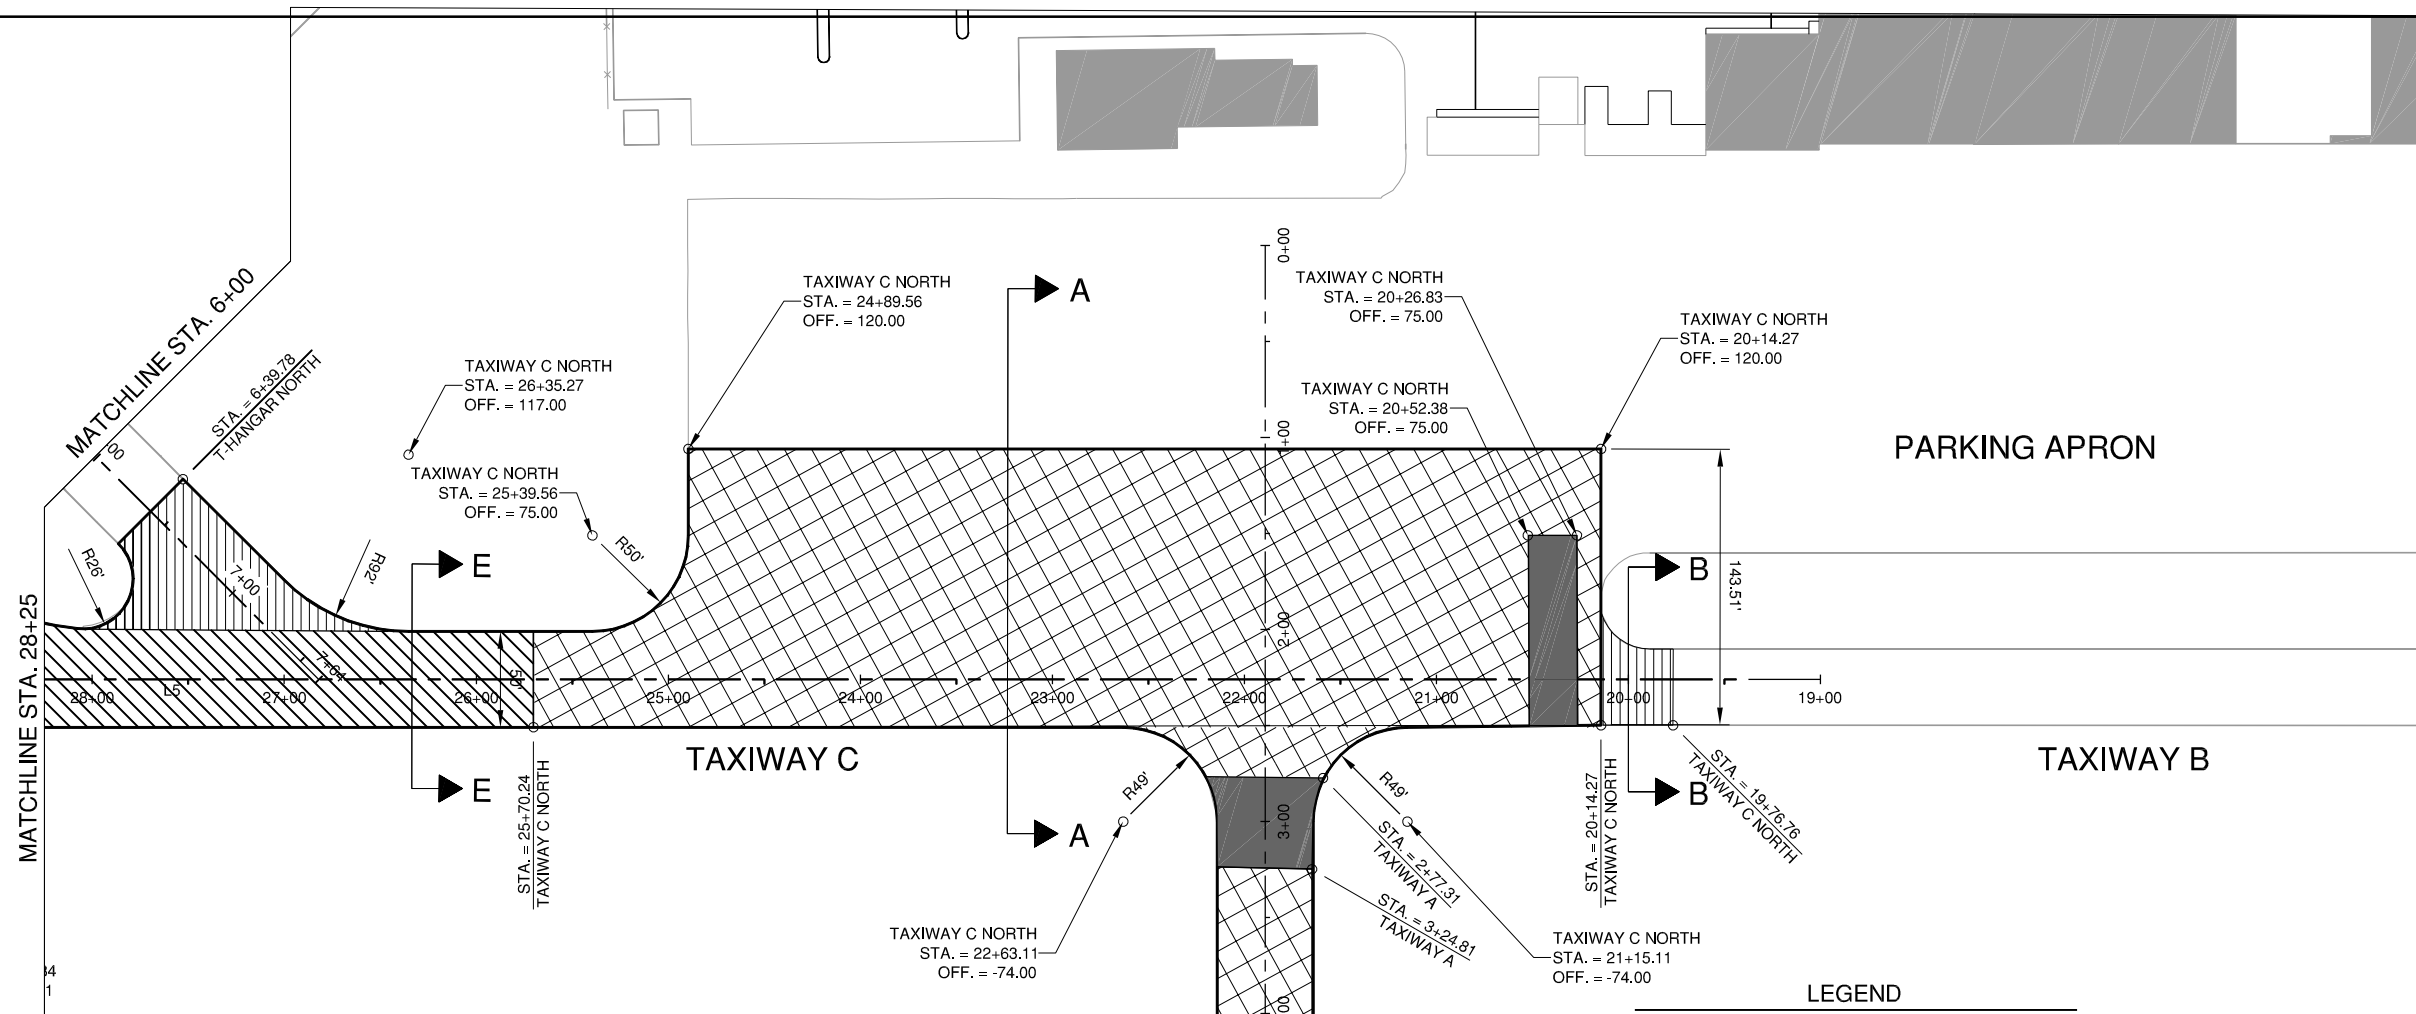 MATCHLINE STA. 6+00
STA. = 6+39.78
T-HANGAR NORTH
TAXIWAY C NORTH
STA. = 26+35.27
OFF. = 117.00
TAXIWAY C NORTH
STA. = 25+39.56
OFF. = 75.00
TAXIWAY C NORTH
STA. = 24+89.56
OFF. = 120.00
A
0+00
TAXIWAY C NORTH
STA. = 20+26.83
OFF. = 75.00
TAXIWAY C NORTH
STA. = 20+52.38
OFF. = 75.00
TAXIWAY C NORTH
STA. = 20+14.27
OFF. = 120.00
PARKING APRON
1+00
2+00
3+00
00
00
R26'
7+00
7+64
R92'
E
R50'
B
143.51'
50'
MATCHLINE STA. 28+25
28+00
L5
27+00
26+00
25+00
24+00
23+00
22+00
21+00
20+00
19+00
TAXIWAY C
TAXIWAY B
E
B
A
STA. = 25+70.24
TAXIWAY C NORTH
R49'
R49'
STA. = 2+77.31
TAXIWAY A
STA. = 3+24.81
TAXIWAY A
STA. = 20+14.27
TAXIWAY C NORTH
STA. = 19+76.76
TAXIWAY C NORTH
TAXIWAY C NORTH
STA. = 22+63.11
OFF. = -74.00
TAXIWAY C NORTH
STA. = 21+15.11
OFF. = -74.00
34
1
LEGEND